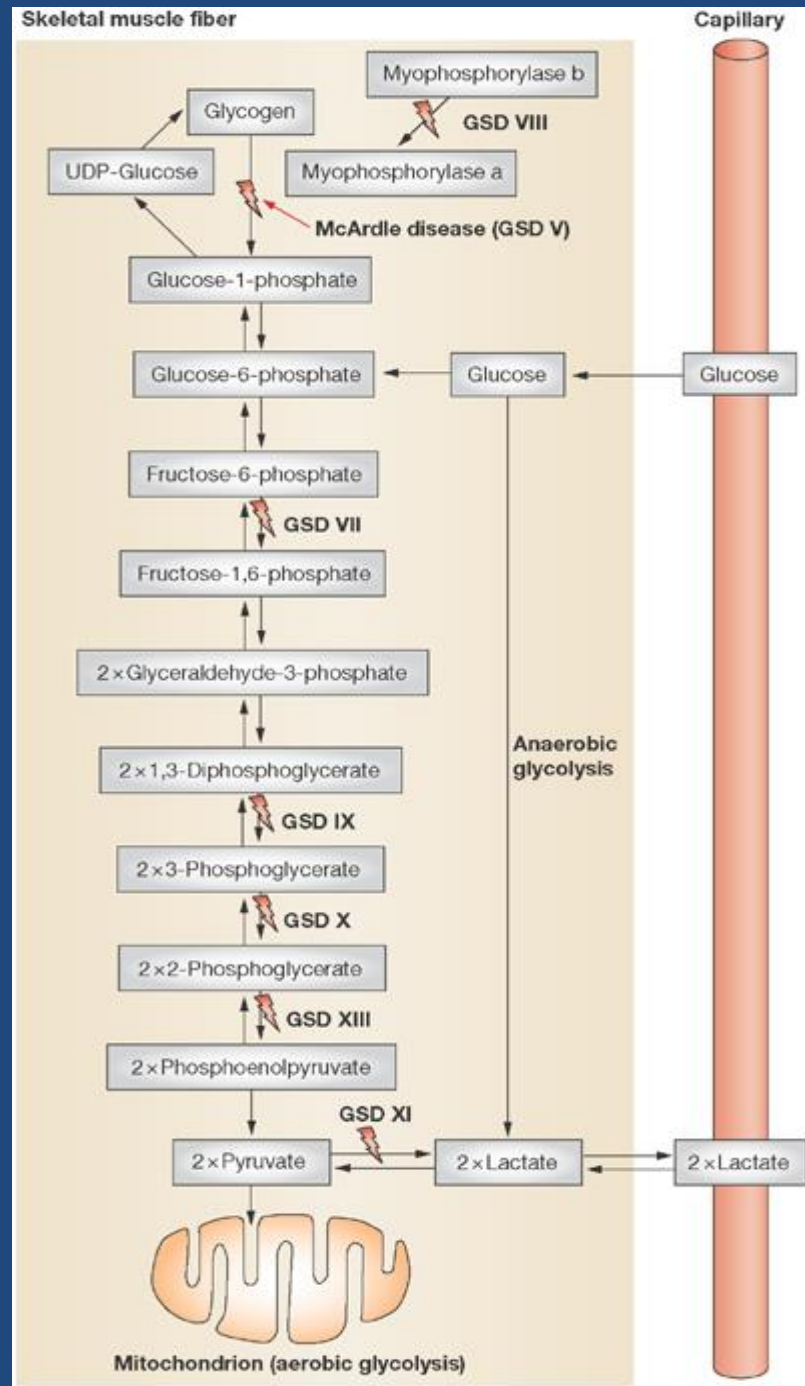 Skeletal muscle fiber
Capillary
Myophosphorylase b
Glycogen
GSD VIII
UDP-Glucose
Myophosphorylase a
McArdle disease (GSD V)
Glucose-1-phosphate
Glucose-6-phosphate
Glucose
Glucose
Fructose-6-phosphate
GSD VII
Fructose-1,6-phosphate
2×Glyceraldehyde-3-phosphate
Anaerobic
glycolysis
2×1,3-Diphosphoglycerate
GSD IX
2×3-Phosphoglycerate
GSD X
2×2-Phosphoglycerate
GSD XIII
2×Phosphoenolpyruvate
GSD XI
2×Pyruvate
2×Lactate
2×Lactate
Mitochondrion (aerobic glycolysis)